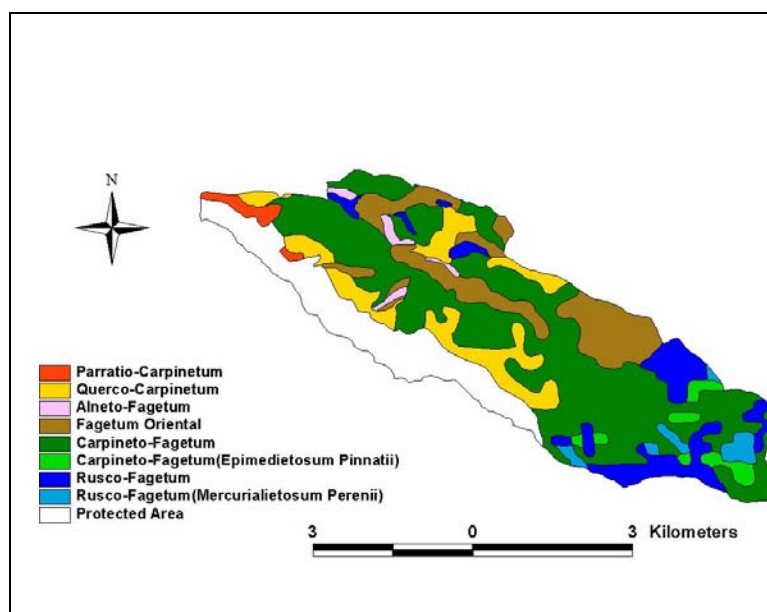 N
Parratio-Carpinetum
Querco-Carpinetum
Alneto-Fagetum
Fagetum Oriental
Carpineto-Fagetum
Carpineto-Fagetum(Epimedietosum Pinnatii)
Rusco-Fagetum
Rusco-Fagetum(Mercurialietosum Perenii)
Protected Area
3 0 3 Kilometers